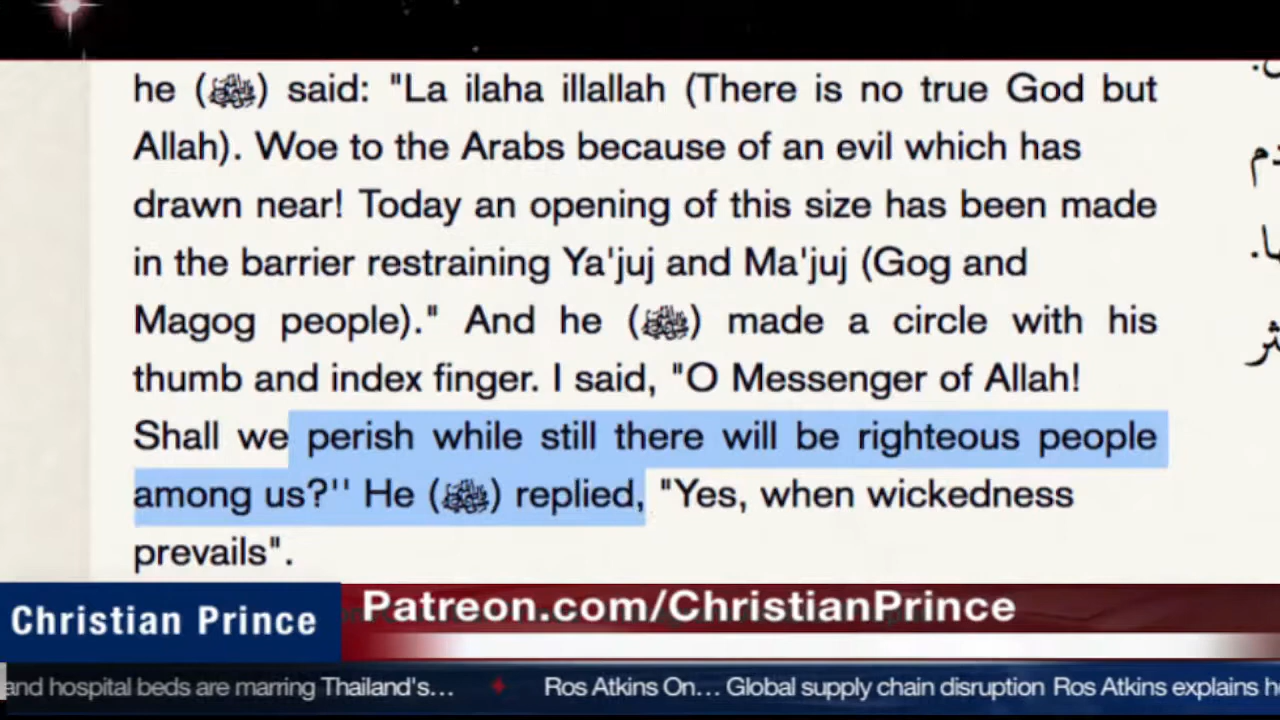 he (ﷺ) said: "La ilaha illallah (There is no true God but
Allah). Woe to the Arabs because of an evil which has
drawn near! Today an opening of this size has been made
in the barrier restraining Ya'juj and Ma'juj (Gog and
Magog people)." And he (ﷺ) made a circle with his
thumb and index finger. I said, "O Messenger of Allah!
Shall we perish while still there will be righteous people
among us?'' He (ﷺ) replied, "Yes, when wickedness
prevails".
Christian Prince
Patreon.com/ChristianPrince
and hospital beds are marring Thailand's... Ros Atkins On... Global supply chain disruption Ros Atkins explains